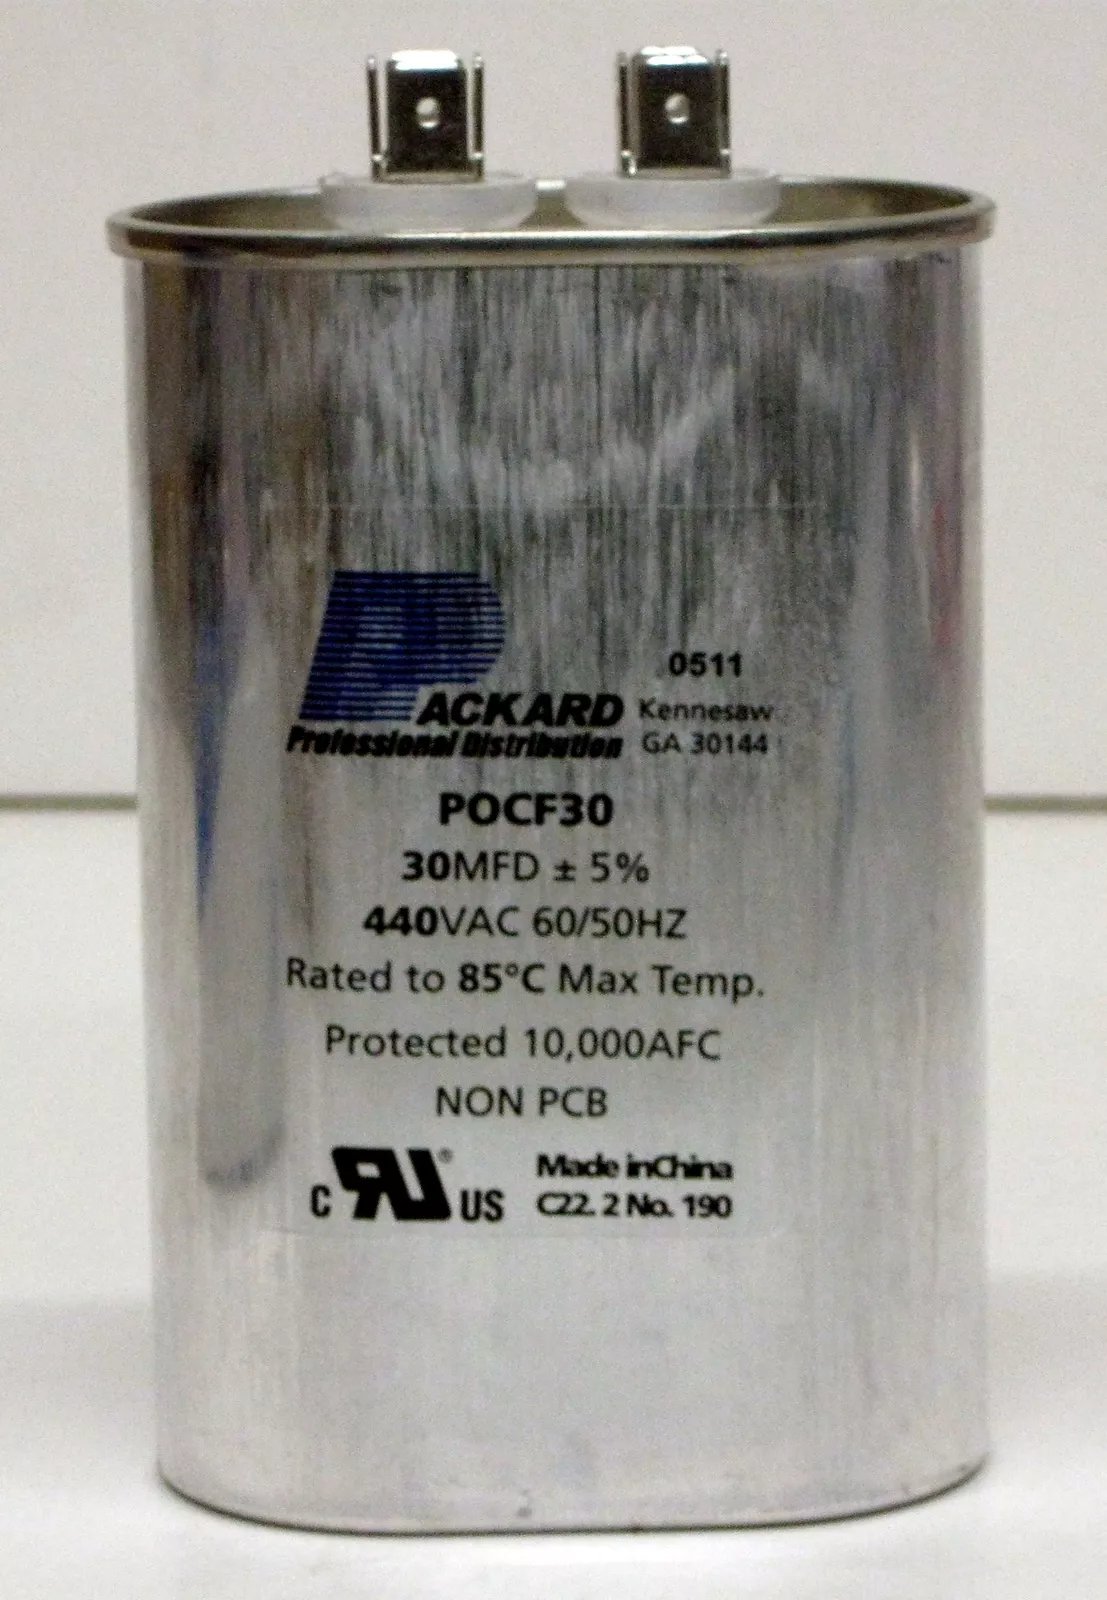 PACKARD
Professional Distribution
0511
Kennesaw
GA 30144
POCF30
30MFD ± 5%
440VAC 60/50HZ
Rated to 85°C Max Temp.
Protected 10,000AFC
NON PCB
C RU® US
Made inChina
C22.2 No. 190